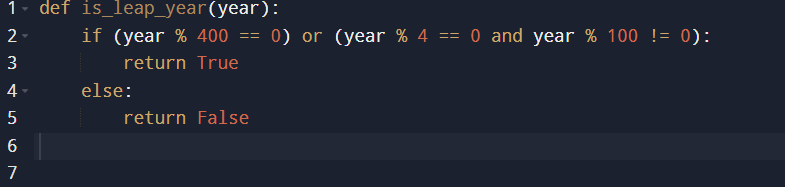 1 def is_leap_year(year):
2     if (year % 400 == 0) or (year % 4 == 0 and year % 100 != 0):
3         return True
4     else:
5         return False
6
7